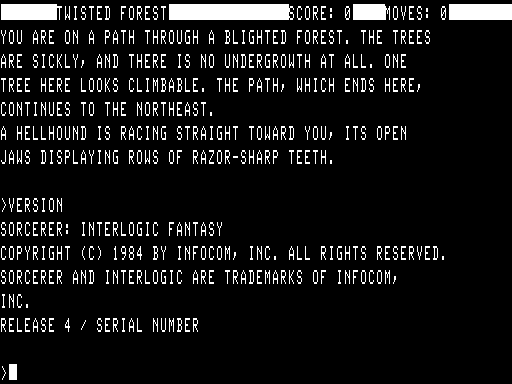 TWISTED FOREST SCORE: 0 MOVES: 0
YOU ARE ON A PATH THROUGH A BLIGHTED FOREST. THE TREES
ARE SICKLY, AND THERE IS NO UNDERGROWTH AT ALL. ONE
TREE HERE LOOKS CLIMBABLE. THE PATH, WHICH ENDS HERE,
CONTINUES TO THE NORTHEAST.
A HELLHOUND IS RACING STRAIGHT TOWARD YOU, ITS OPEN
JAWS DISPLAYING ROWS OF RAZOR-SHARP TEETH.
>VERSION
SORCERER: INTERLOGIC FANTASY
COPYRIGHT (C) 1984 BY INFOCOM, INC. ALL RIGHTS RESERVED.
SORCERER AND INTERLOGIC ARE TRADEMARKS OF INFOCOM,
INC.
RELEASE 4 / SERIAL NUMBER
>